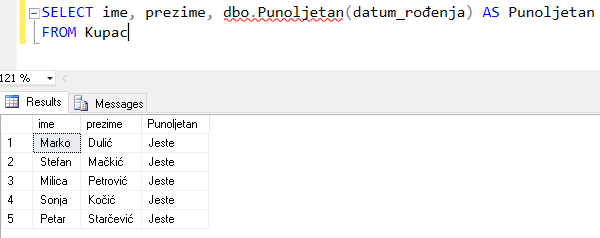 SELECT ime, prezime, dbo.Punoljetan(datum_rođenja) AS Punoljetan
FROM Kupac
121 %
Results Messages
ime prezime Punoljetan
1 Marko Dulić Jeste
2 Stefan Mačkić Jeste
3 Milica Petrović Jeste
4 Sonja Kočić Jeste
5 Petar Starčević Jeste